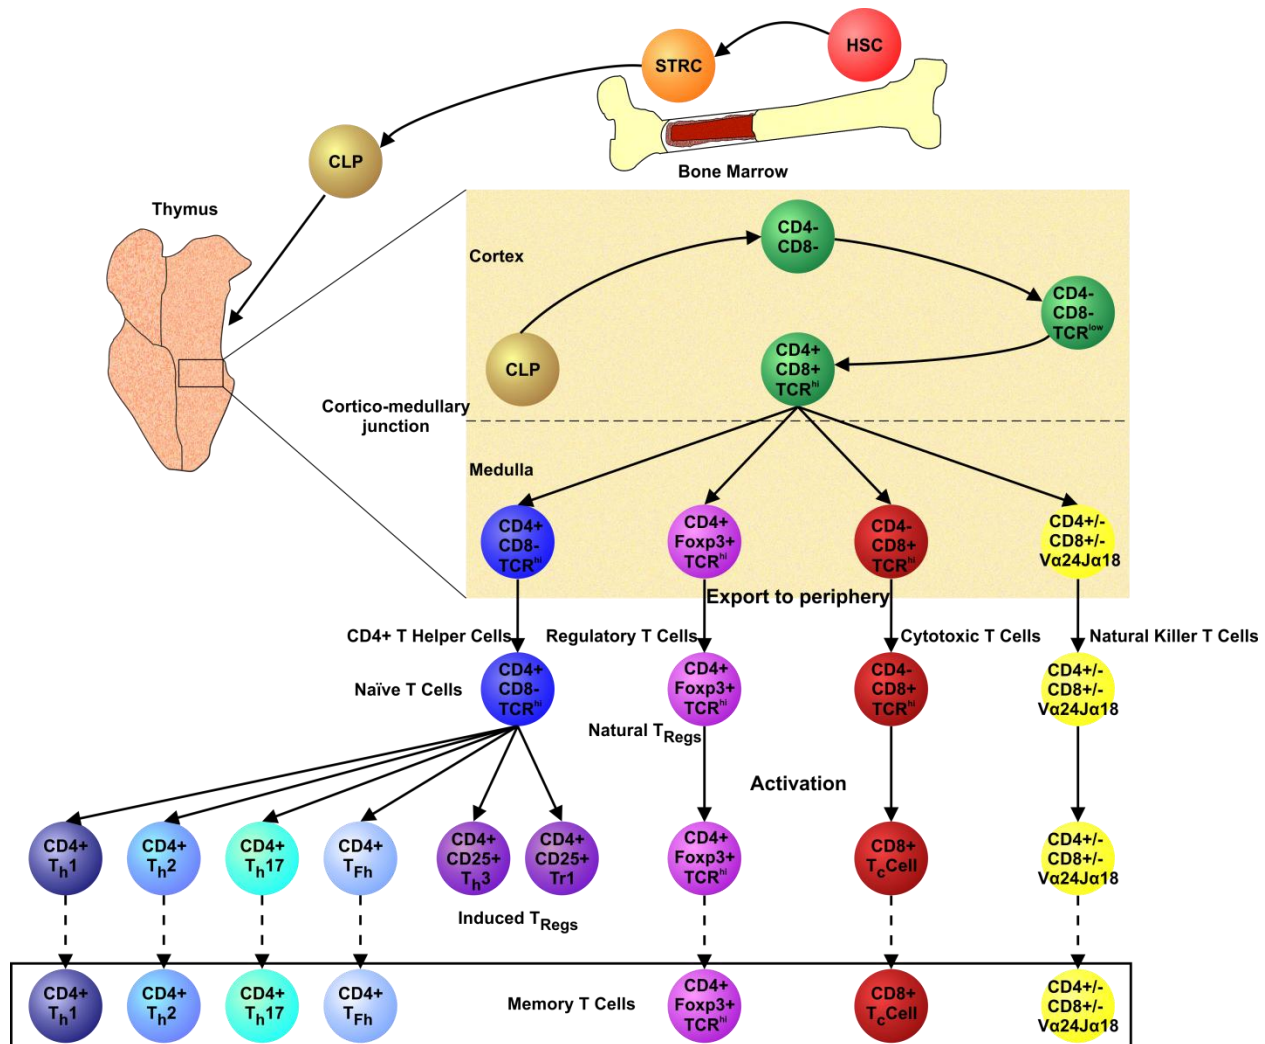 HSC
STRC
CLP
Bone Marrow
Thymus
Cortex
CD4-
CD8-
CD4-
CD8-
TCRlow
CLP
CD4+
CD8+
TCRhi
Cortico-medullary
junction
Medulla
CD4+
CD8-
TCRhi
CD4+
Foxp3+
TCRhi
CD4-
CD8+
TCRhi
CD4+/-
CD8+/-
Vα24Jα18
Export to periphery
CD4+ T Helper Cells
Regulatory T Cells
Cytotoxic T Cells
Natural Killer T Cells
Naïve T Cells
CD4+
CD8-
TCRhi
CD4+
Foxp3+
TCRhi
CD4-
CD8+
TCRhi
CD4+/-
CD8+/-
Vα24Jα18
Natural TRegs
Activation
CD4+
Th1
CD4+
Th2
CD4+
Th17
CD4+
TFh
CD4+
CD25+
Th3
CD4+
CD25+
Tr1
CD4+
Foxp3+
TCRhi
CD8+
TcCell
CD4+/-
CD8+/-
Vα24Jα18
Induced TRegs
CD4+
Th1
CD4+
Th2
CD4+
Th17
CD4+
TFh
Memory T Cells
CD4+
Foxp3+
TCRhi
CD8+
TcCell
CD4+/-
CD8+/-
Vα24Jα18